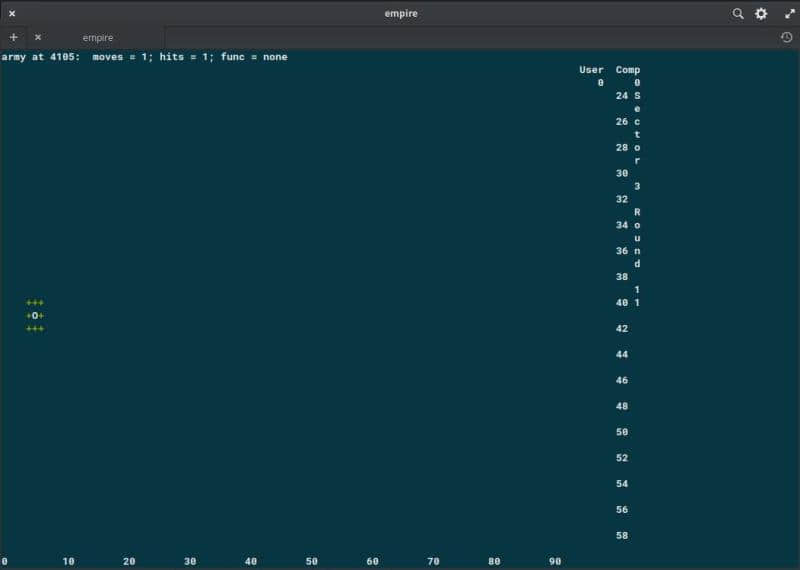 empire
empire
army at 4105: moves = 1; hits = 1; func = none
User Comp
0 0
24 S
e
26 c
t
28 o
r
30
3
32
R
34 o
u
36 n
d
38
1
+++ 40 1
+O+
+++ 42
44
46
48
50
52
54
56
58
0 10 20 30 40 50 60 70 80 90